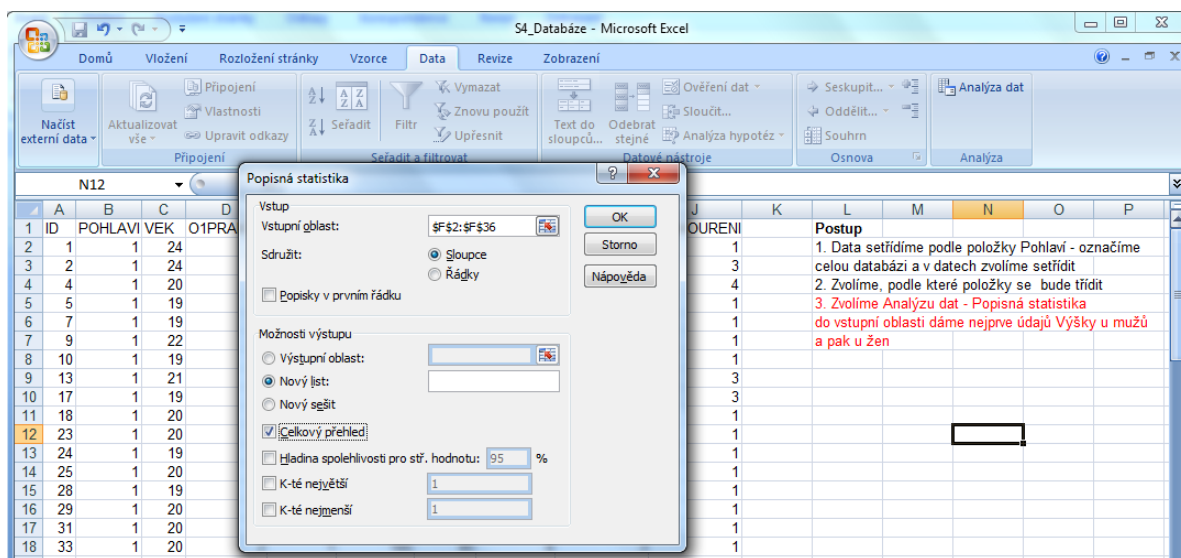 S4_Databáze - Microsoft Excel
Domů Vložení Rozložení stránky Vzorce Data Revize Zobrazení
Načíst externí data
Aktualizovat vše
Připojení
Vlastnosti
Upravit odkazy
Připojení
Seřadit
Filtr
Vymazat
Znovu použít
Upřesnit
Seřadit a filtrovat
Text do sloupců...
Odebrat stejné
Ověření dat
Sloučit...
Analýza hypotéz
Datové nástroje
Seskupit...
Oddělit...
Souhrn
Osnova
Analýza dat
Analýza
N12
Popisná statistika
Vstup
Vstupní oblast: $F$2:$F$36
Sdružit: Sloupce
Řádky
Popisky v prvním řádku
Možnosti výstupu
Výstupní oblast:
Nový list:
Nový sešit
Celkový přehled
Hladina spolehlivosti pro stř. hodnotu: 95 %
K-té největší 1
K-té nejmenší 1
OK
Storno
Nápověda
A B C D J K L M N O P
1 ID POHLAVI VEK O1PRA OURENI Postup
2 1 1 24 1 1. Data setřídíme podle položky Pohlaví - označíme
3 2 1 24 3 celou databázi a v datech zvolíme setřídit
4 4 1 20 4 2. Zvolíme, podle které položky se bude třídit
5 5 1 19 1 3. Zvolíme Analýzu dat - Popisná statistika
6 7 1 19 1 do vstupní oblasti dáme nejprve údajů Výšky u mužů
7 9 1 22 1 a pak u žen
8 10 1 19 1
9 13 1 21 3
10 17 1 19 3
11 18 1 20 1
12 23 1 20 1
13 24 1 19 1
14 25 1 20 1
15 28 1 19 1
16 29 1 20 1
17 31 1 20 1
18 33 1 20 1